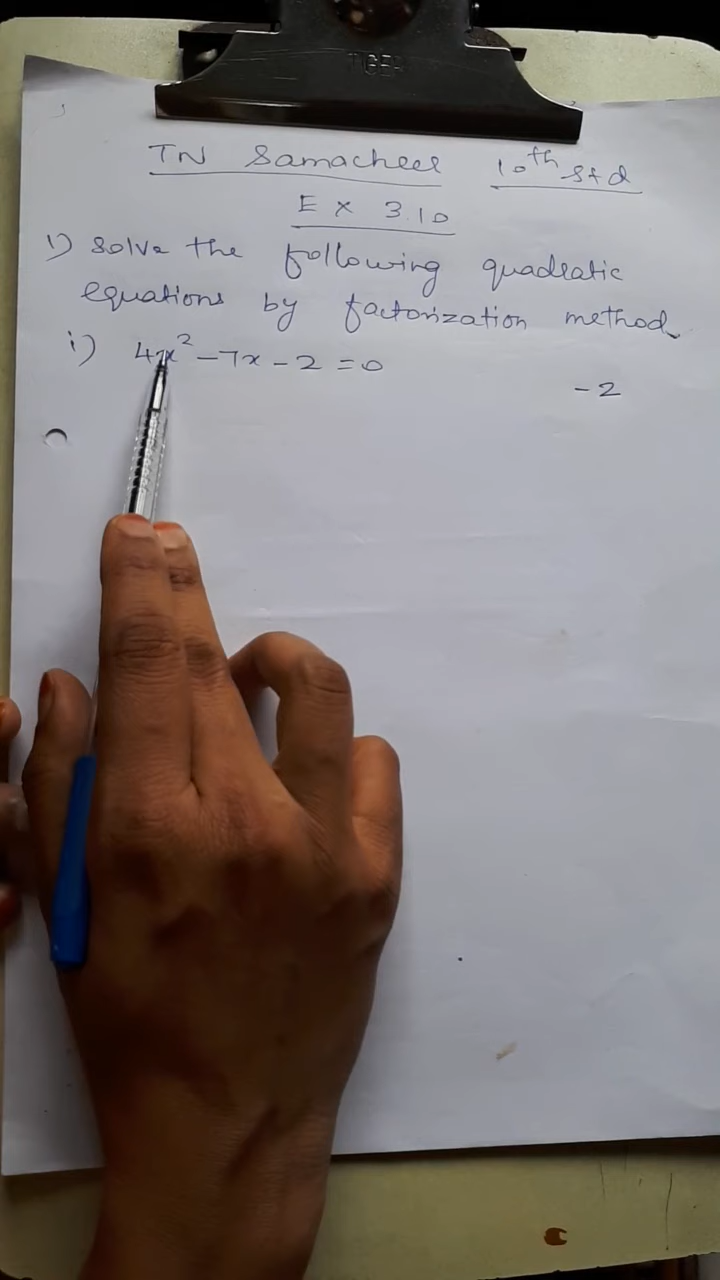 TIGER
TN Samacheer 10th std
Ex 3.10
1) solve the following quadratic
equations by factorization method
i) 4x² - 7x - 2 = 0
-2